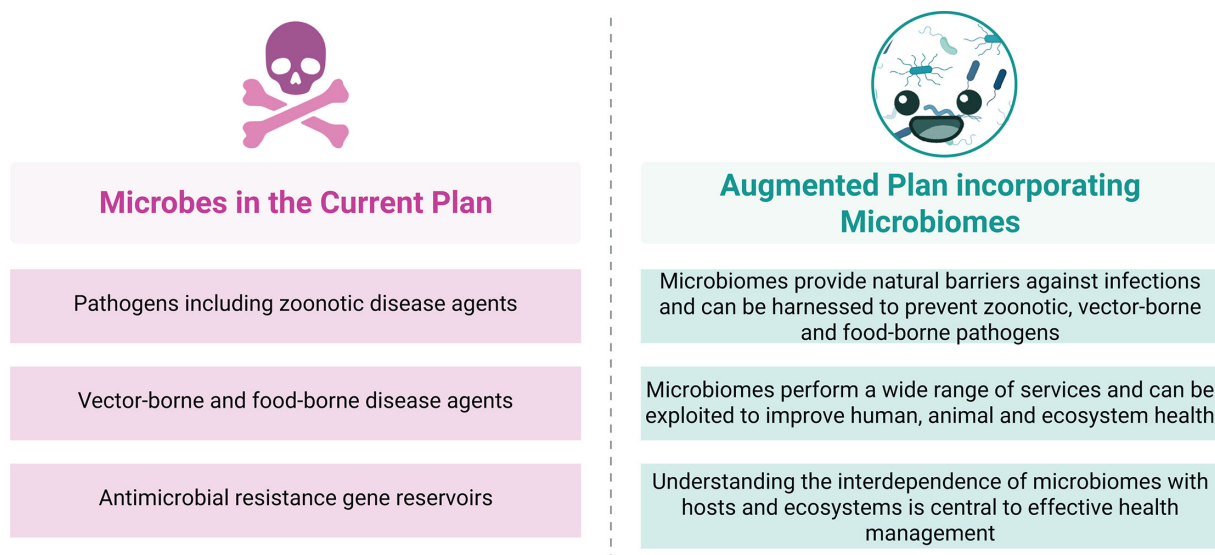 Microbes in the Current Plan
Pathogens including zoonotic disease agents
Vector-borne and food-borne disease agents
Antimicrobial resistance gene reservoirs
Augmented Plan incorporating
Microbiomes
Microbiomes provide natural barriers against infections
and can be harnessed to prevent zoonotic, vector-borne
and food-borne pathogens
Microbiomes perform a wide range of services and can be
exploited to improve human, animal and ecosystem health
Understanding the interdependence of microbiomes with
hosts and ecosystems is central to effective health
management